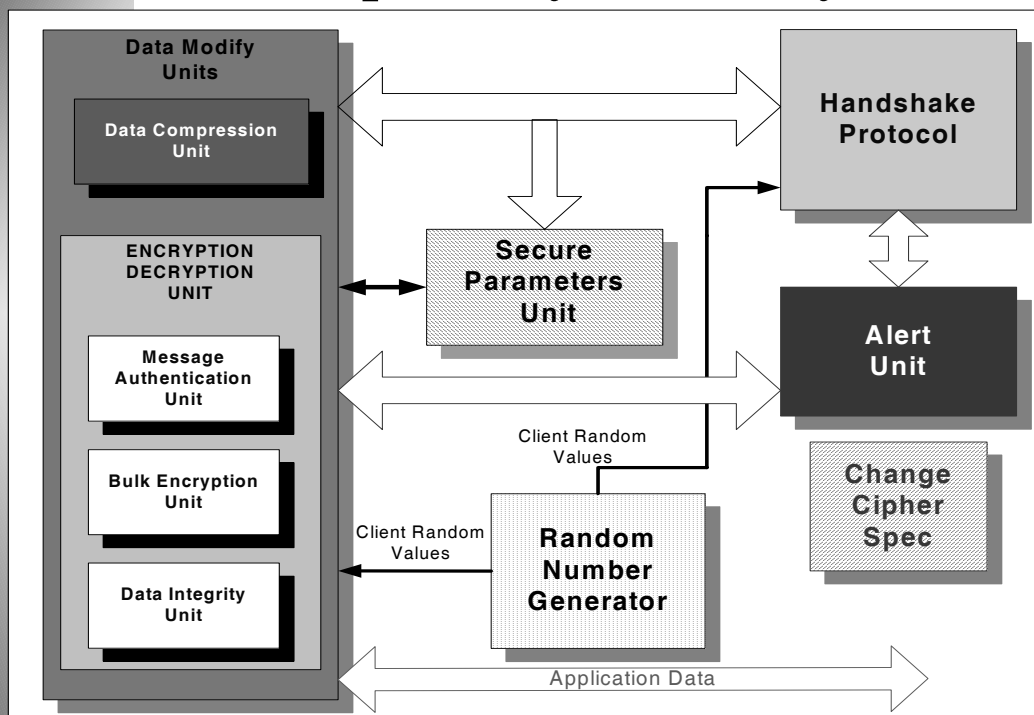 Data Modify
Units
Data Compression
Unit
ENCRYPTION
DECRYPTION
UNIT
Message
Authentication
Unit
Bulk Encryption
Unit
Data Integrity
Unit
Handshake
Protocol
Secure
Parameters
Unit
Alert
Unit
Client Random
Values
Change
Cipher
Spec
Client Random
Values
Random
Number
Generator
Application Data